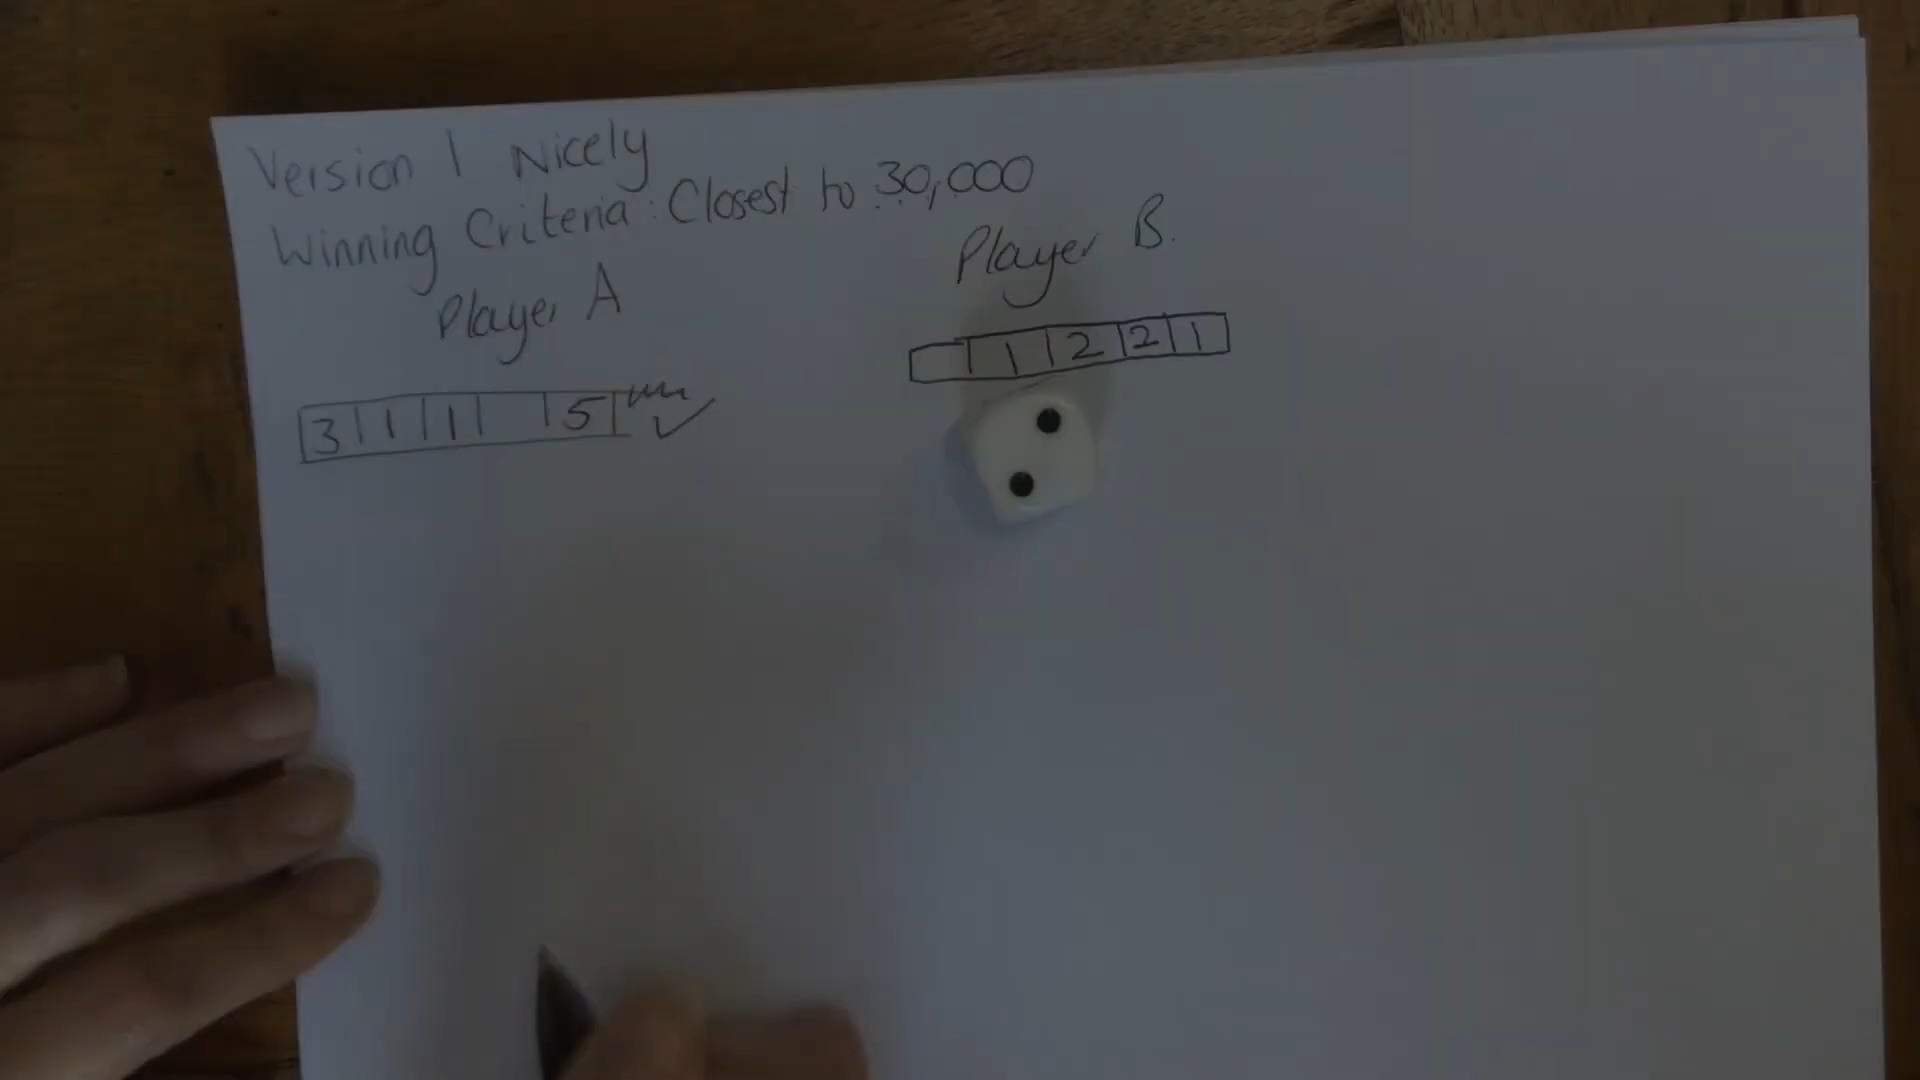 Version 1 Nicely
Winning Criteria: Closest to 30,000
Player A
Player B.
3 1 1 5
1 2 2 1